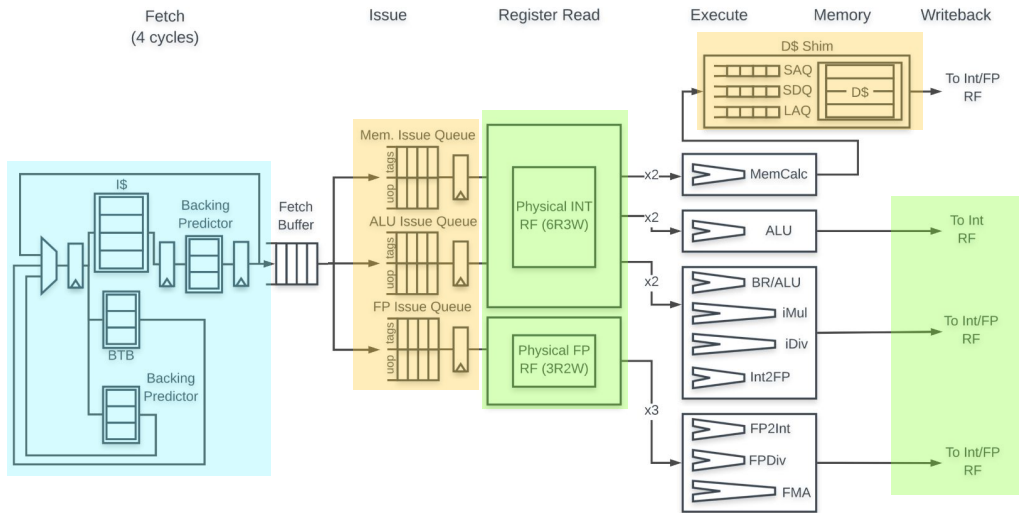 Fetch
(4 cycles)
Issue
Register Read
Execute
Memory
Writeback
D$ Shim
SAQ
SDQ
LAQ
D$
To Int/FP
RF
Mem. Issue Queue
tags
uop
ALU Issue Queue
tags
uop
FP Issue Queue
tags
uop
I$
Backing
Predictor
Fetch
Buffer
BTB
Backing
Predictor
Physical INT
RF (6R3W)
Physical FP
RF (3R2W)
x2
x2
x2
x3
MemCalc
ALU
To Int
RF
BR/ALU
iMul
iDiv
Int2FP
To Int/FP
RF
FP2Int
FPDiv
FMA
To Int/FP
RF